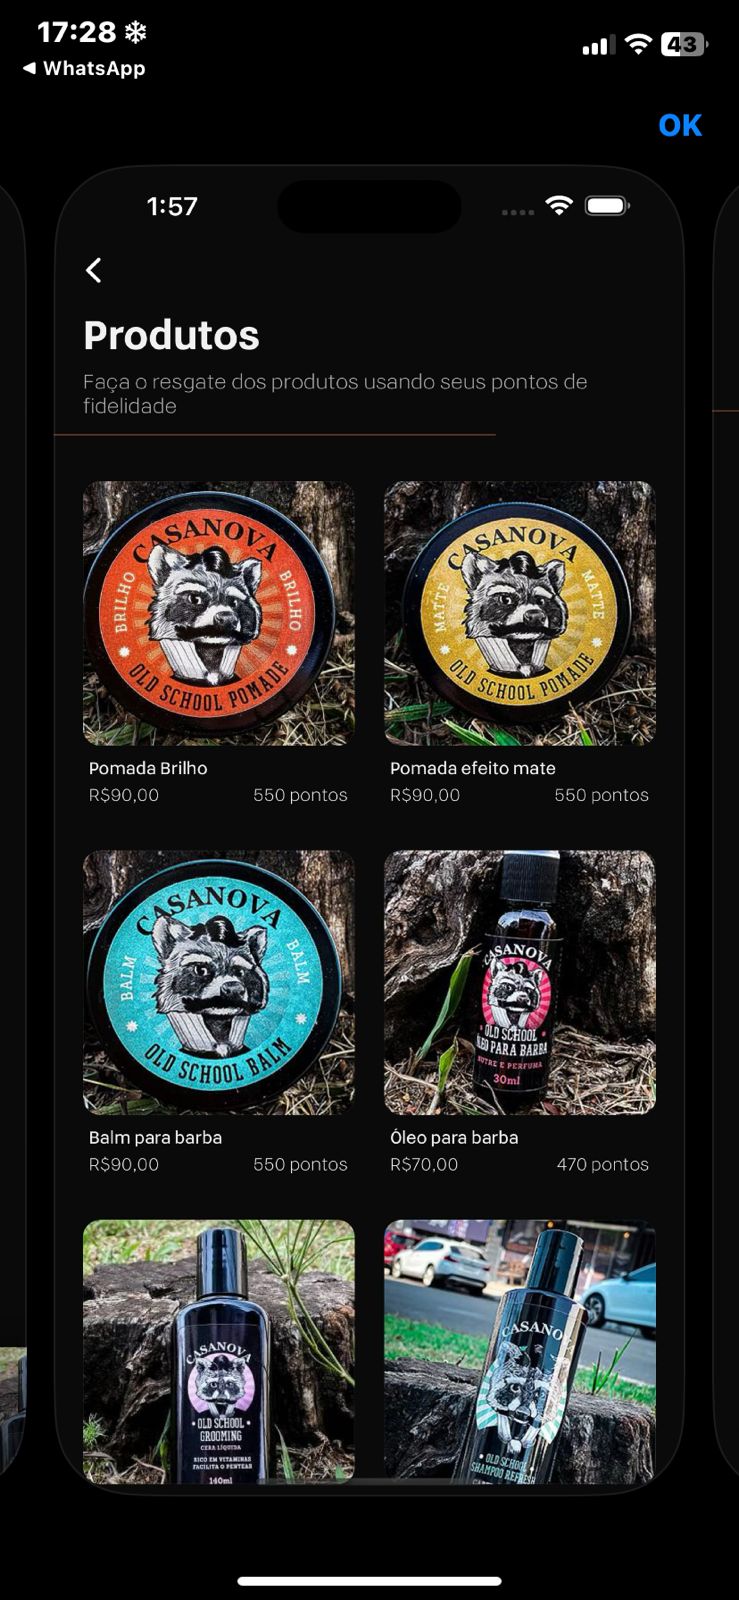 17:28
WhatsApp
43
OK
1:57
Produtos
Faça o resgate dos produtos usando seus pontos de
fidelidade
CASANOVA
BRILHO
BRILHO
OLD SCHOOL POMADE
CASANOVA
MATTE
MATTE
OLD SCHOOL POMADE
Pomada Brilho
R$90,00 550 pontos
Pomada efeito mate
R$90,00 550 pontos
CASANOVA
BALM
BALM
OLD SCHOOL BALM
CASANOVA
OLD SCHOOL
ÓLEO PARA BARBA
NUTRE E PERFUMA
30ml
Balm para barba
R$90,00 550 pontos
Óleo para barba
R$70,00 470 pontos
CASANOVA
OLD SCHOOL
GROOMING
CERA LÍQUIDA
RICO EM VITAMINAS
FACILITA O PENTEAR
140ml
CASANO
OLD SCHOOL
SHAMPOO REFRESH